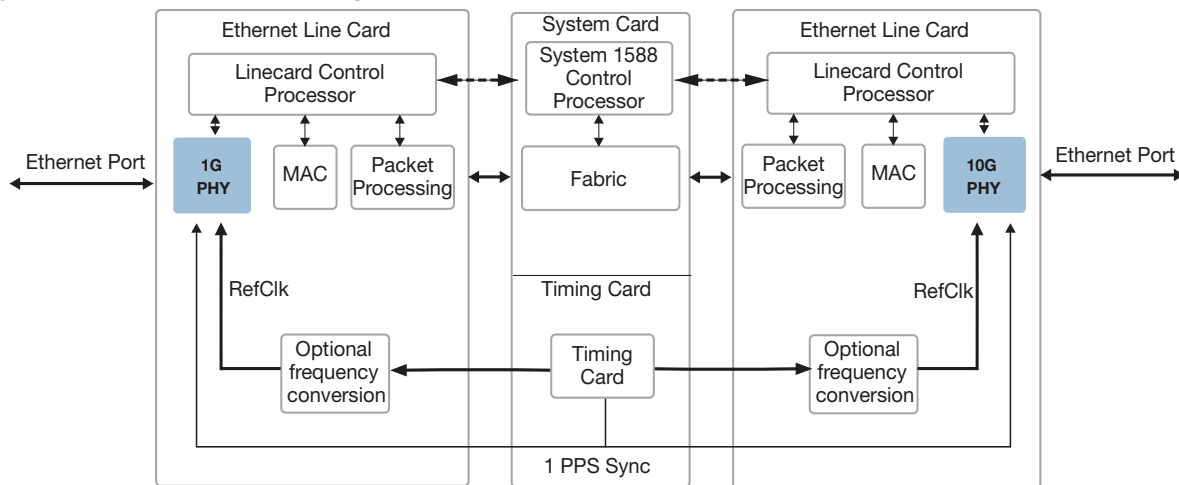 Ethernet Line Card
System Card
Ethernet Line Card
Linecard Control
Processor
System 1588
Control
Processor
Linecard Control
Processor
Ethernet Port
1G
PHY
MAC
Packet
Processing
Fabric
Packet
Processing
MAC
10G
PHY
Ethernet Port
RefClk
Timing Card
RefClk
Optional
frequency
conversion
Timing
Card
Optional
frequency
conversion
1 PPS Sync